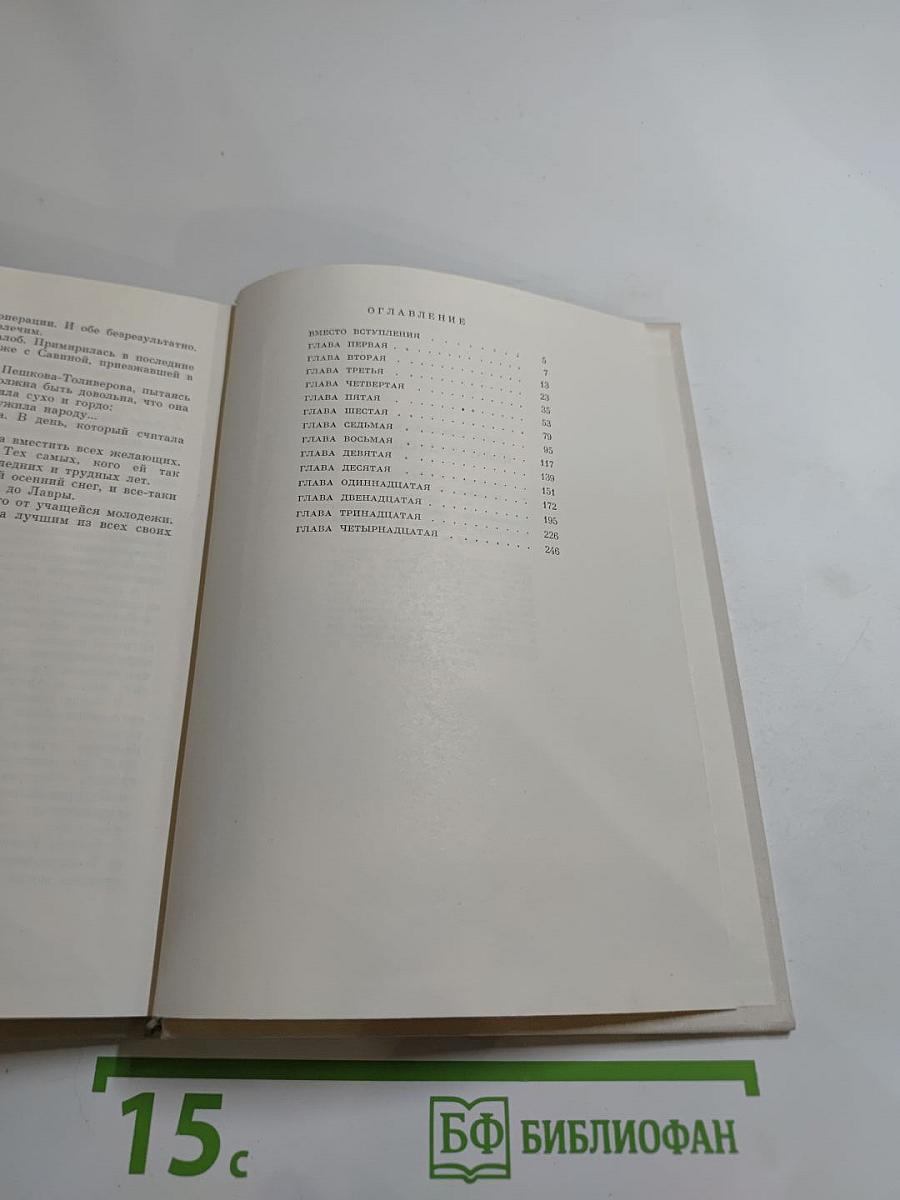 операции. И обе безрезультатно.
лечим.
алоб. Примирилась в последние
же с Савиной, приезжавшей в
Пешкова-Толиверова, пытаясь
олжна быть довольна, что она
ила сухо и гордо:
ужила народу...
а. В день, который считала
а вместить всех желающих.
Тех самых, кого ей так
ледних и трудных лет.
й осенний снег, и все-таки
до Лавры.
го от учащейся молодежи.
а лучшим из всех своих
ОГЛАВЛЕНИЕ
ВМЕСТО ВСТУПЛЕНИЯ . . . . . . . 5
ГЛАВА ПЕРВАЯ . . . . . . . . 7
ГЛАВА ВТОРАЯ . . . . . . . . 13
ГЛАВА ТРЕТЬЯ . . . . . . . . 23
ГЛАВА ЧЕТВЕРТАЯ . . . . . . . 35
ГЛАВА ПЯТАЯ . . . . . . . . 53
ГЛАВА ШЕСТАЯ . . . . . . . . 79
ГЛАВА СЕДЬМАЯ . . . . . . . . 95
ГЛАВА ВОСЬМАЯ . . . . . . . . 117
ГЛАВА ДЕВЯТАЯ . . . . . . . . 139
ГЛАВА ДЕСЯТАЯ . . . . . . . . 151
ГЛАВА ОДИННАДЦАТАЯ . . . . . . . 172
ГЛАВА ДВЕНАДЦАТАЯ . . . . . . . 195
ГЛАВА ТРИНАДЦАТАЯ . . . . . . . 226
ГЛАВА ЧЕТЫРНАДЦАТАЯ . . . . . . . 246
15 с
БФ БИБЛИОФАН